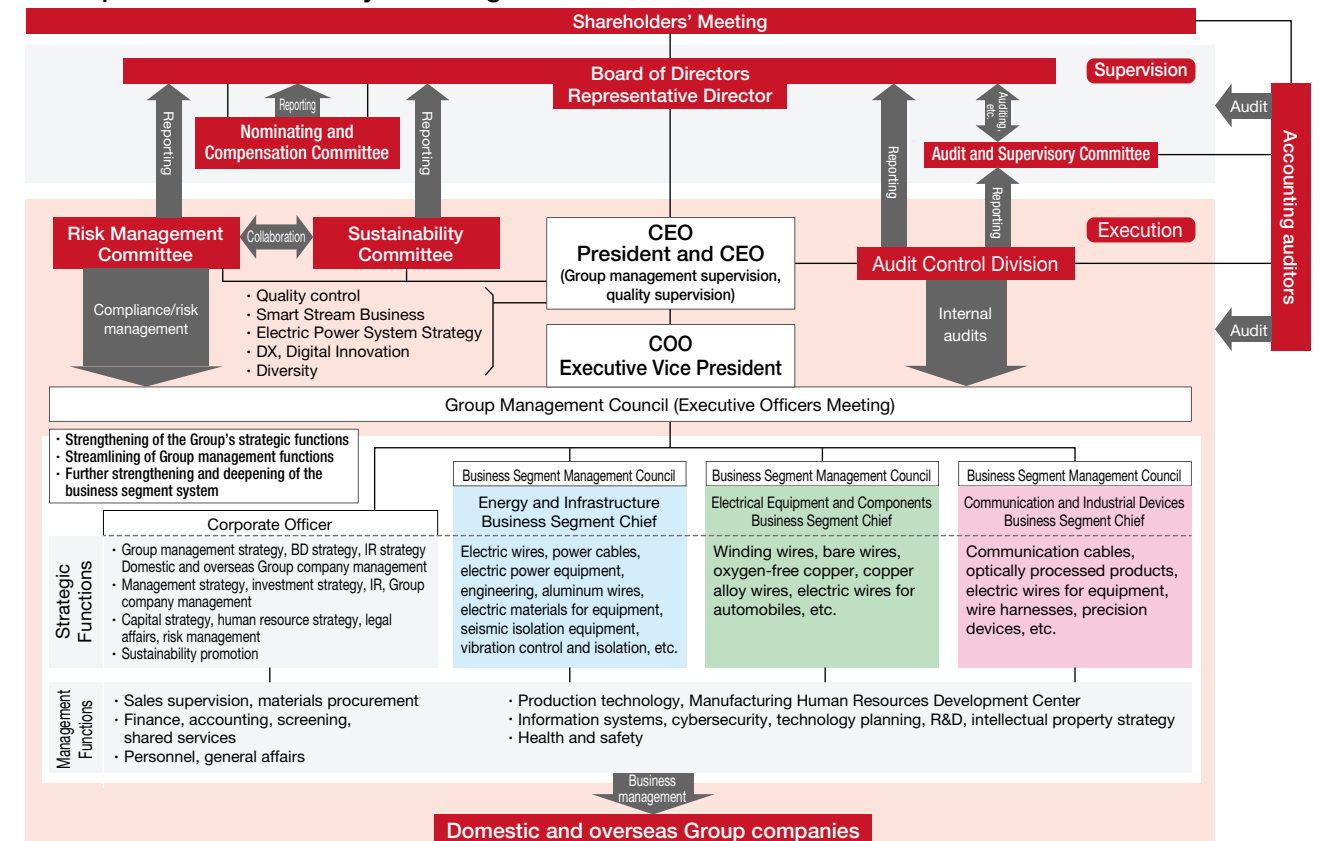 Shareholders' Meeting
Board of Directors
Representative Director
Supervision
Reporting
Reporting
Reporting
Reporting
Auditing,
etc.
Audit
Nominating and
Compensation Committee
Audit and Supervisory Committee
Accounting auditors
Reporting
Risk Management
Committee
Collaboration
Sustainability
Committee
CEO
President and CEO
(Group management supervision,
quality supervision)
Audit Control Division
Execution
Compliance/risk
management
・Quality control
・Smart Stream Business
・Electric Power System Strategy
・DX, Digital Innovation
・Diversity
COO
Executive Vice President
Internal
audits
Audit
Group Management Council (Executive Officers Meeting)
・Strengthening of the Group's strategic functions
・Streamlining of Group management functions
・Further strengthening and deepening of the
business segment system
Business Segment Management Council
Business Segment Management Council
Business Segment Management Council
Corporate Officer
Energy and Infrastructure
Business Segment Chief
Electrical Equipment and Components
Business Segment Chief
Communication and Industrial Devices
Business Segment Chief
Strategic
Functions
・Group management strategy, BD strategy, IR strategy
Domestic and overseas Group company management
・Management strategy, investment strategy, IR, Group
company management
・Capital strategy, human resource strategy, legal
affairs, risk management
・Sustainability promotion
Electric wires, power cables,
electric power equipment,
engineering, aluminum wires,
electric materials for equipment,
seismic isolation equipment,
vibration control and isolation, etc.
Winding wires, bare wires,
oxygen-free copper, copper
alloy wires, electric wires for
automobiles, etc.
Communication cables,
optically processed products,
electric wires for equipment,
wire harnesses, precision
devices, etc.
Management
Functions
・Sales supervision, materials procurement
・Finance, accounting, screening,
shared services
・Personnel, general affairs
・Production technology, Manufacturing Human Resources Development Center
・Information systems, cybersecurity, technology planning, R&D, intellectual property strategy
・Health and safety
Business
management
Domestic and overseas Group companies